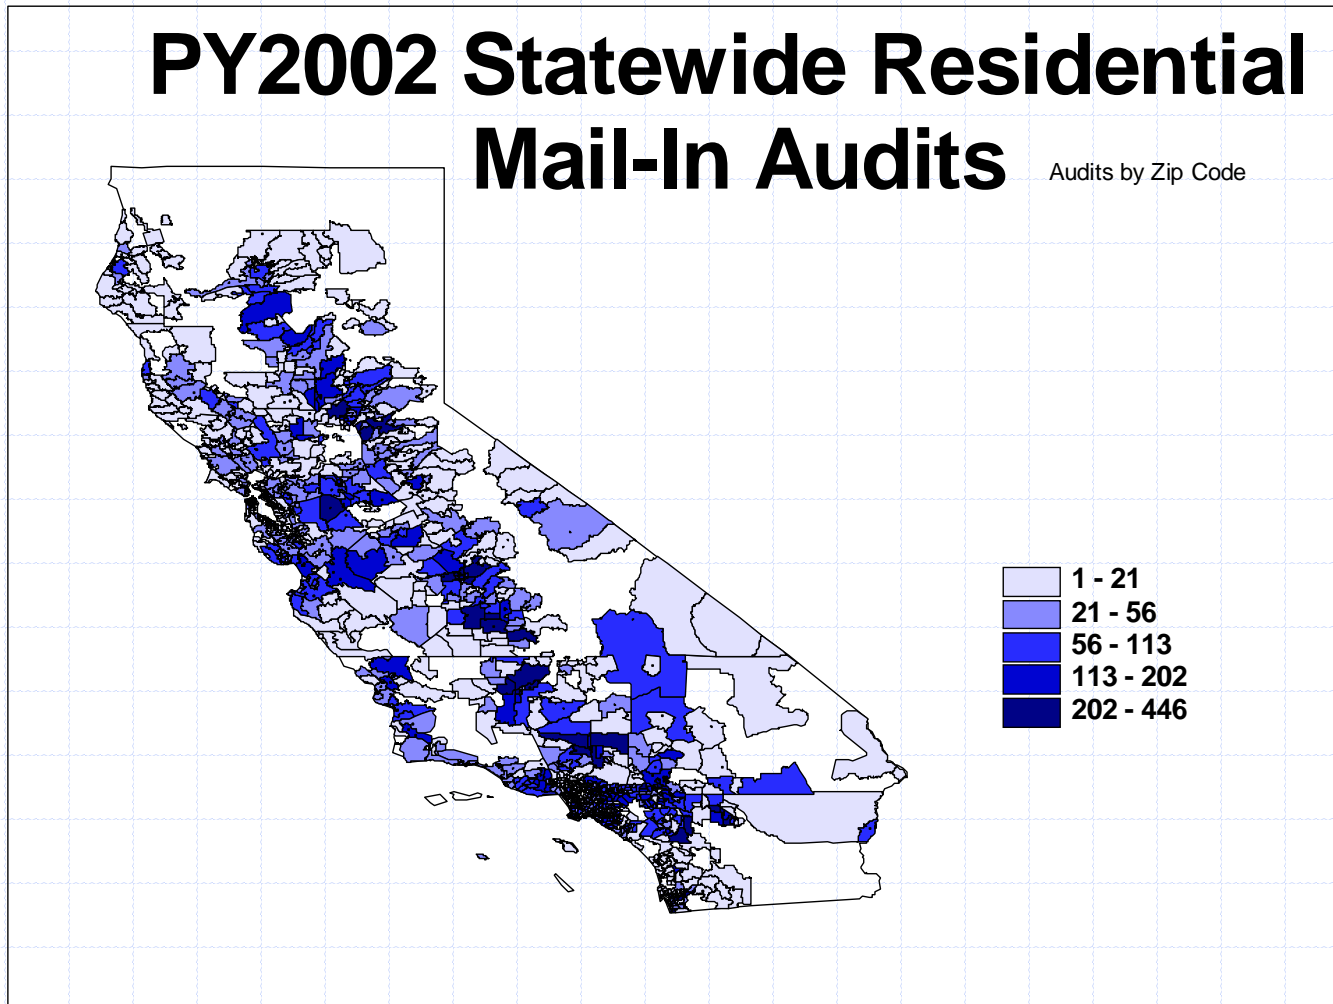 PY2002 Statewide Residential
Mail-In Audits
Audits by Zip Code
1 - 21
21 - 56
56 - 113
113 - 202
202 - 446